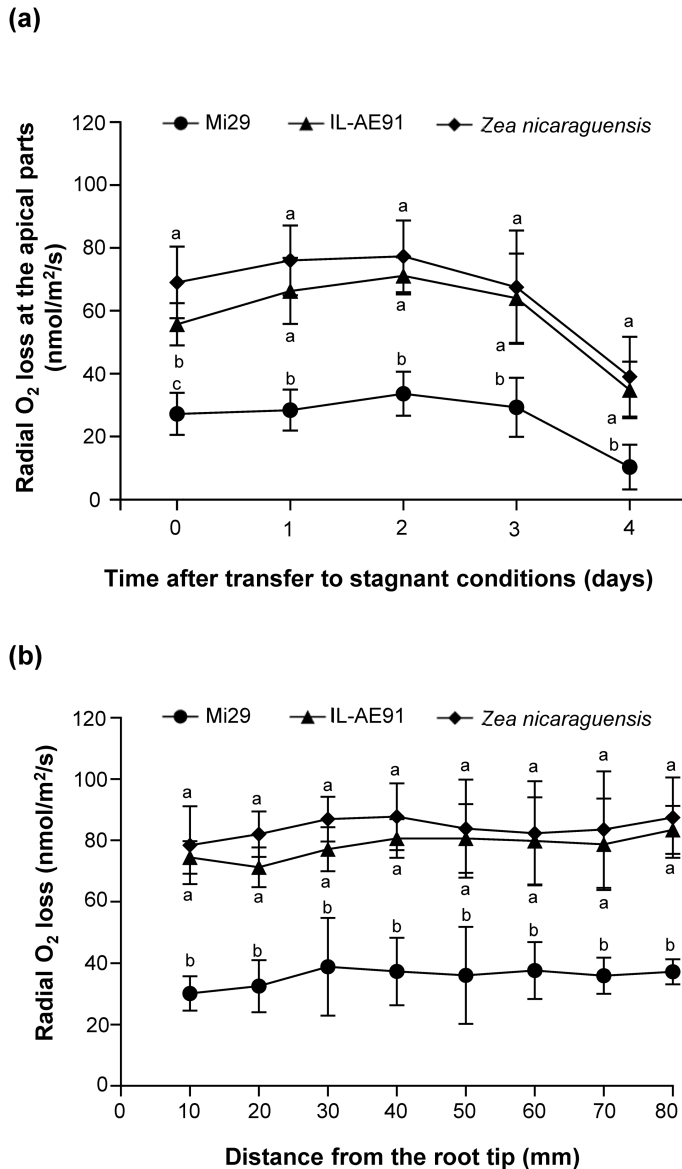 (a)
120
100
80
60
40
20
0
Radial O₂ loss at the apical parts
(nmol/m²/s)
Mi29 IL-AE91 Zea nicaraguensis
a a a a a
b a a a a
c b b b b
0 1 2 3 4
Time after transfer to stagnant conditions (days)
(b)
120
100
80
60
40
20
0
Radial O₂ loss (nmol/m²/s)
Mi29 IL-AE91 Zea nicaraguensis
a a a a a a a a
a a a a a a a a
b b b b b b b b
0 10 20 30 40 50 60 70 80
Distance from the root tip (mm)